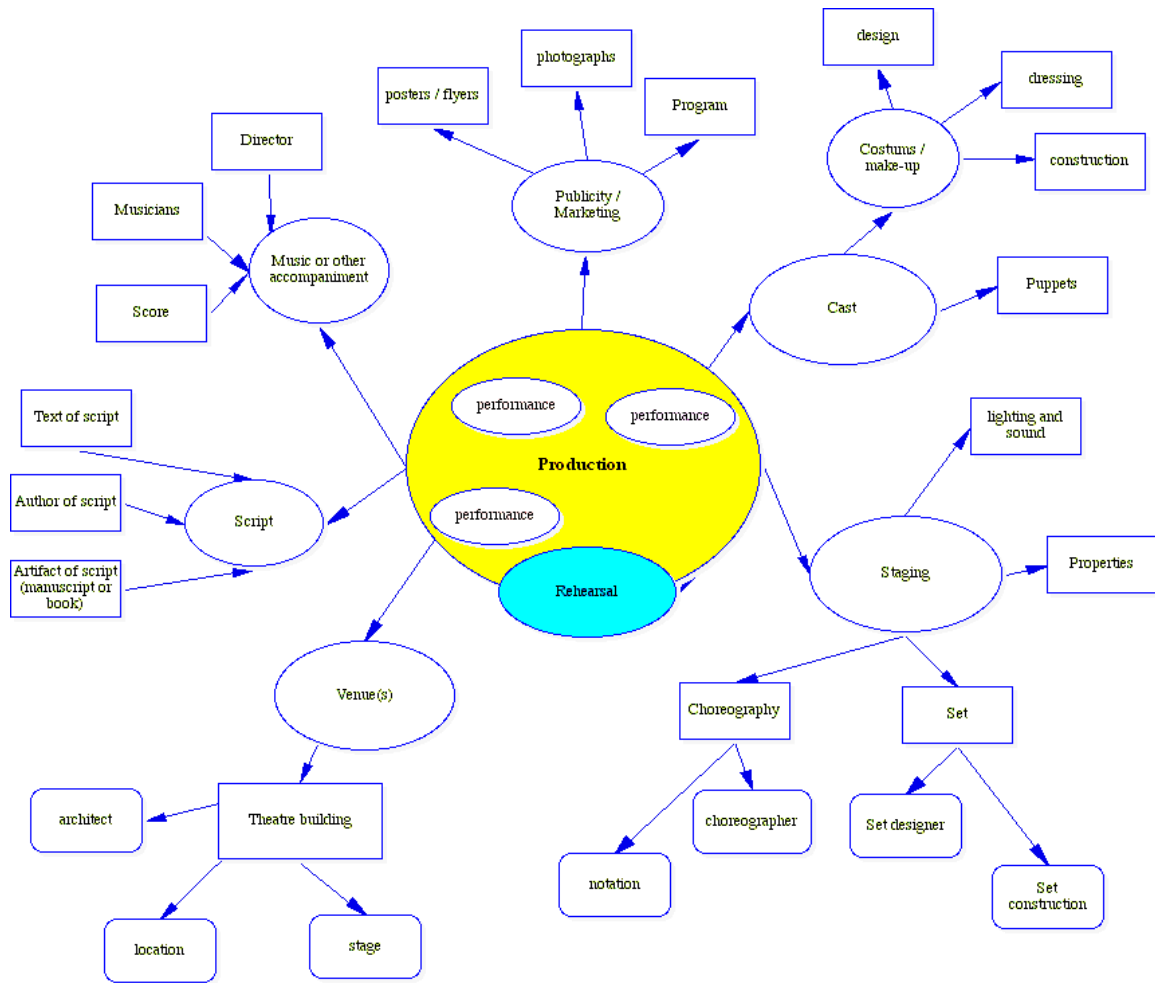 design
photographs
dressing
posters / flyers
Program
Director
Costums /
make-up
construction
Publicity /
Marketing
Musicians
Music or other
accompaniment
Score
Cast
Puppets
Text of script
performance
performance
lighting and
sound
Production
Author of script
Script
performance
Artifact of script
(manuscript or
book)
Rehearsal
Staging
Properties
Venue(s)
Choreography
Set
architect
Theatre building
choreographer
Set designer
notation
Set
construction
location
stage